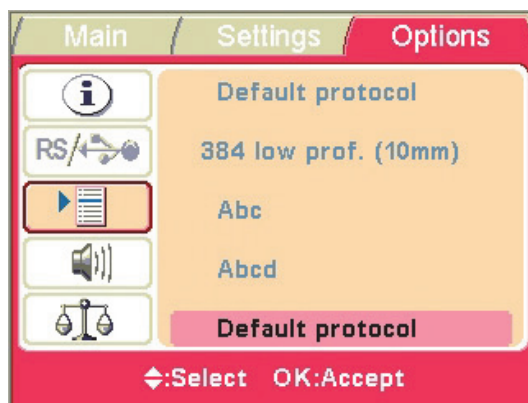 Main Settings Options
i
Default protocol
RS/
384 low prof. (10mm)
Abc
Abcd
Default protocol
:Select OK:Accept